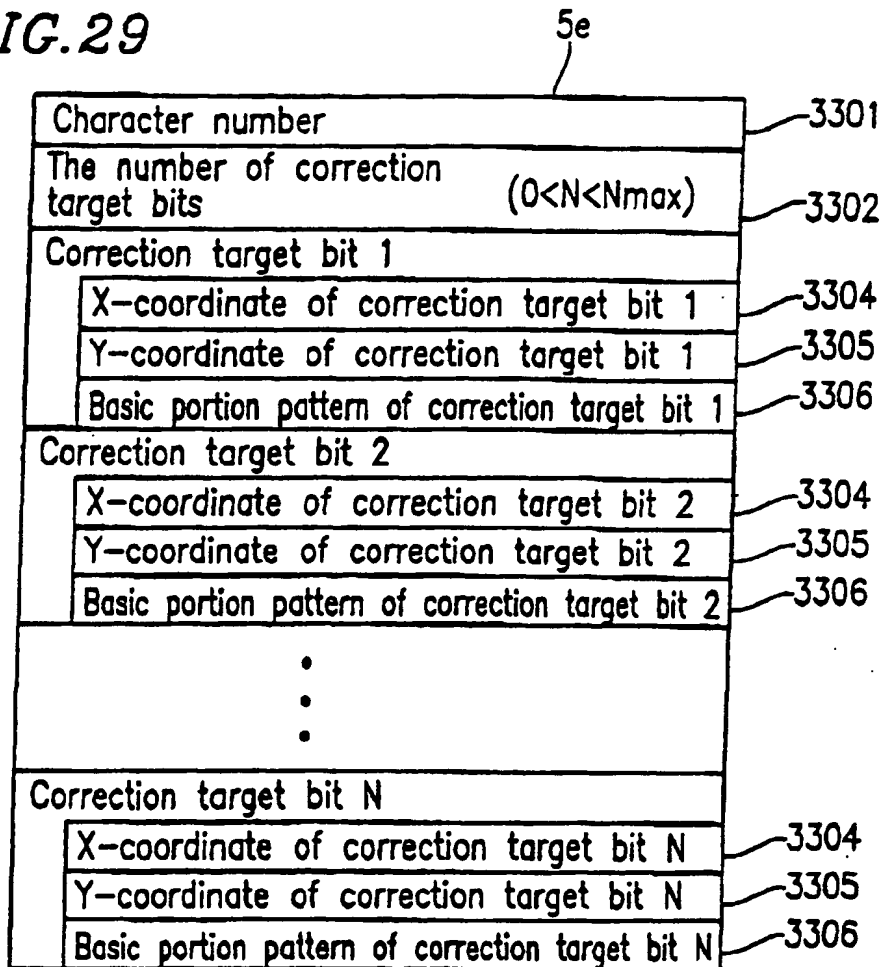 IG.29
5e
Character number 3301
The number of correction
target bits (0<N<Nmax) 3302
Correction target bit 1
X-coordinate of correction target bit 1 3304
Y-coordinate of correction target bit 1 3305
Basic portion pattern of correction target bit 1 3306
Correction target bit 2
X-coordinate of correction target bit 2 3304
Y-coordinate of correction target bit 2 3305
Basic portion pattern of correction target bit 2 3306
Correction target bit N
X-coordinate of correction target bit N 3304
Y-coordinate of correction target bit N 3305
Basic portion pattern of correction target bit N 3306